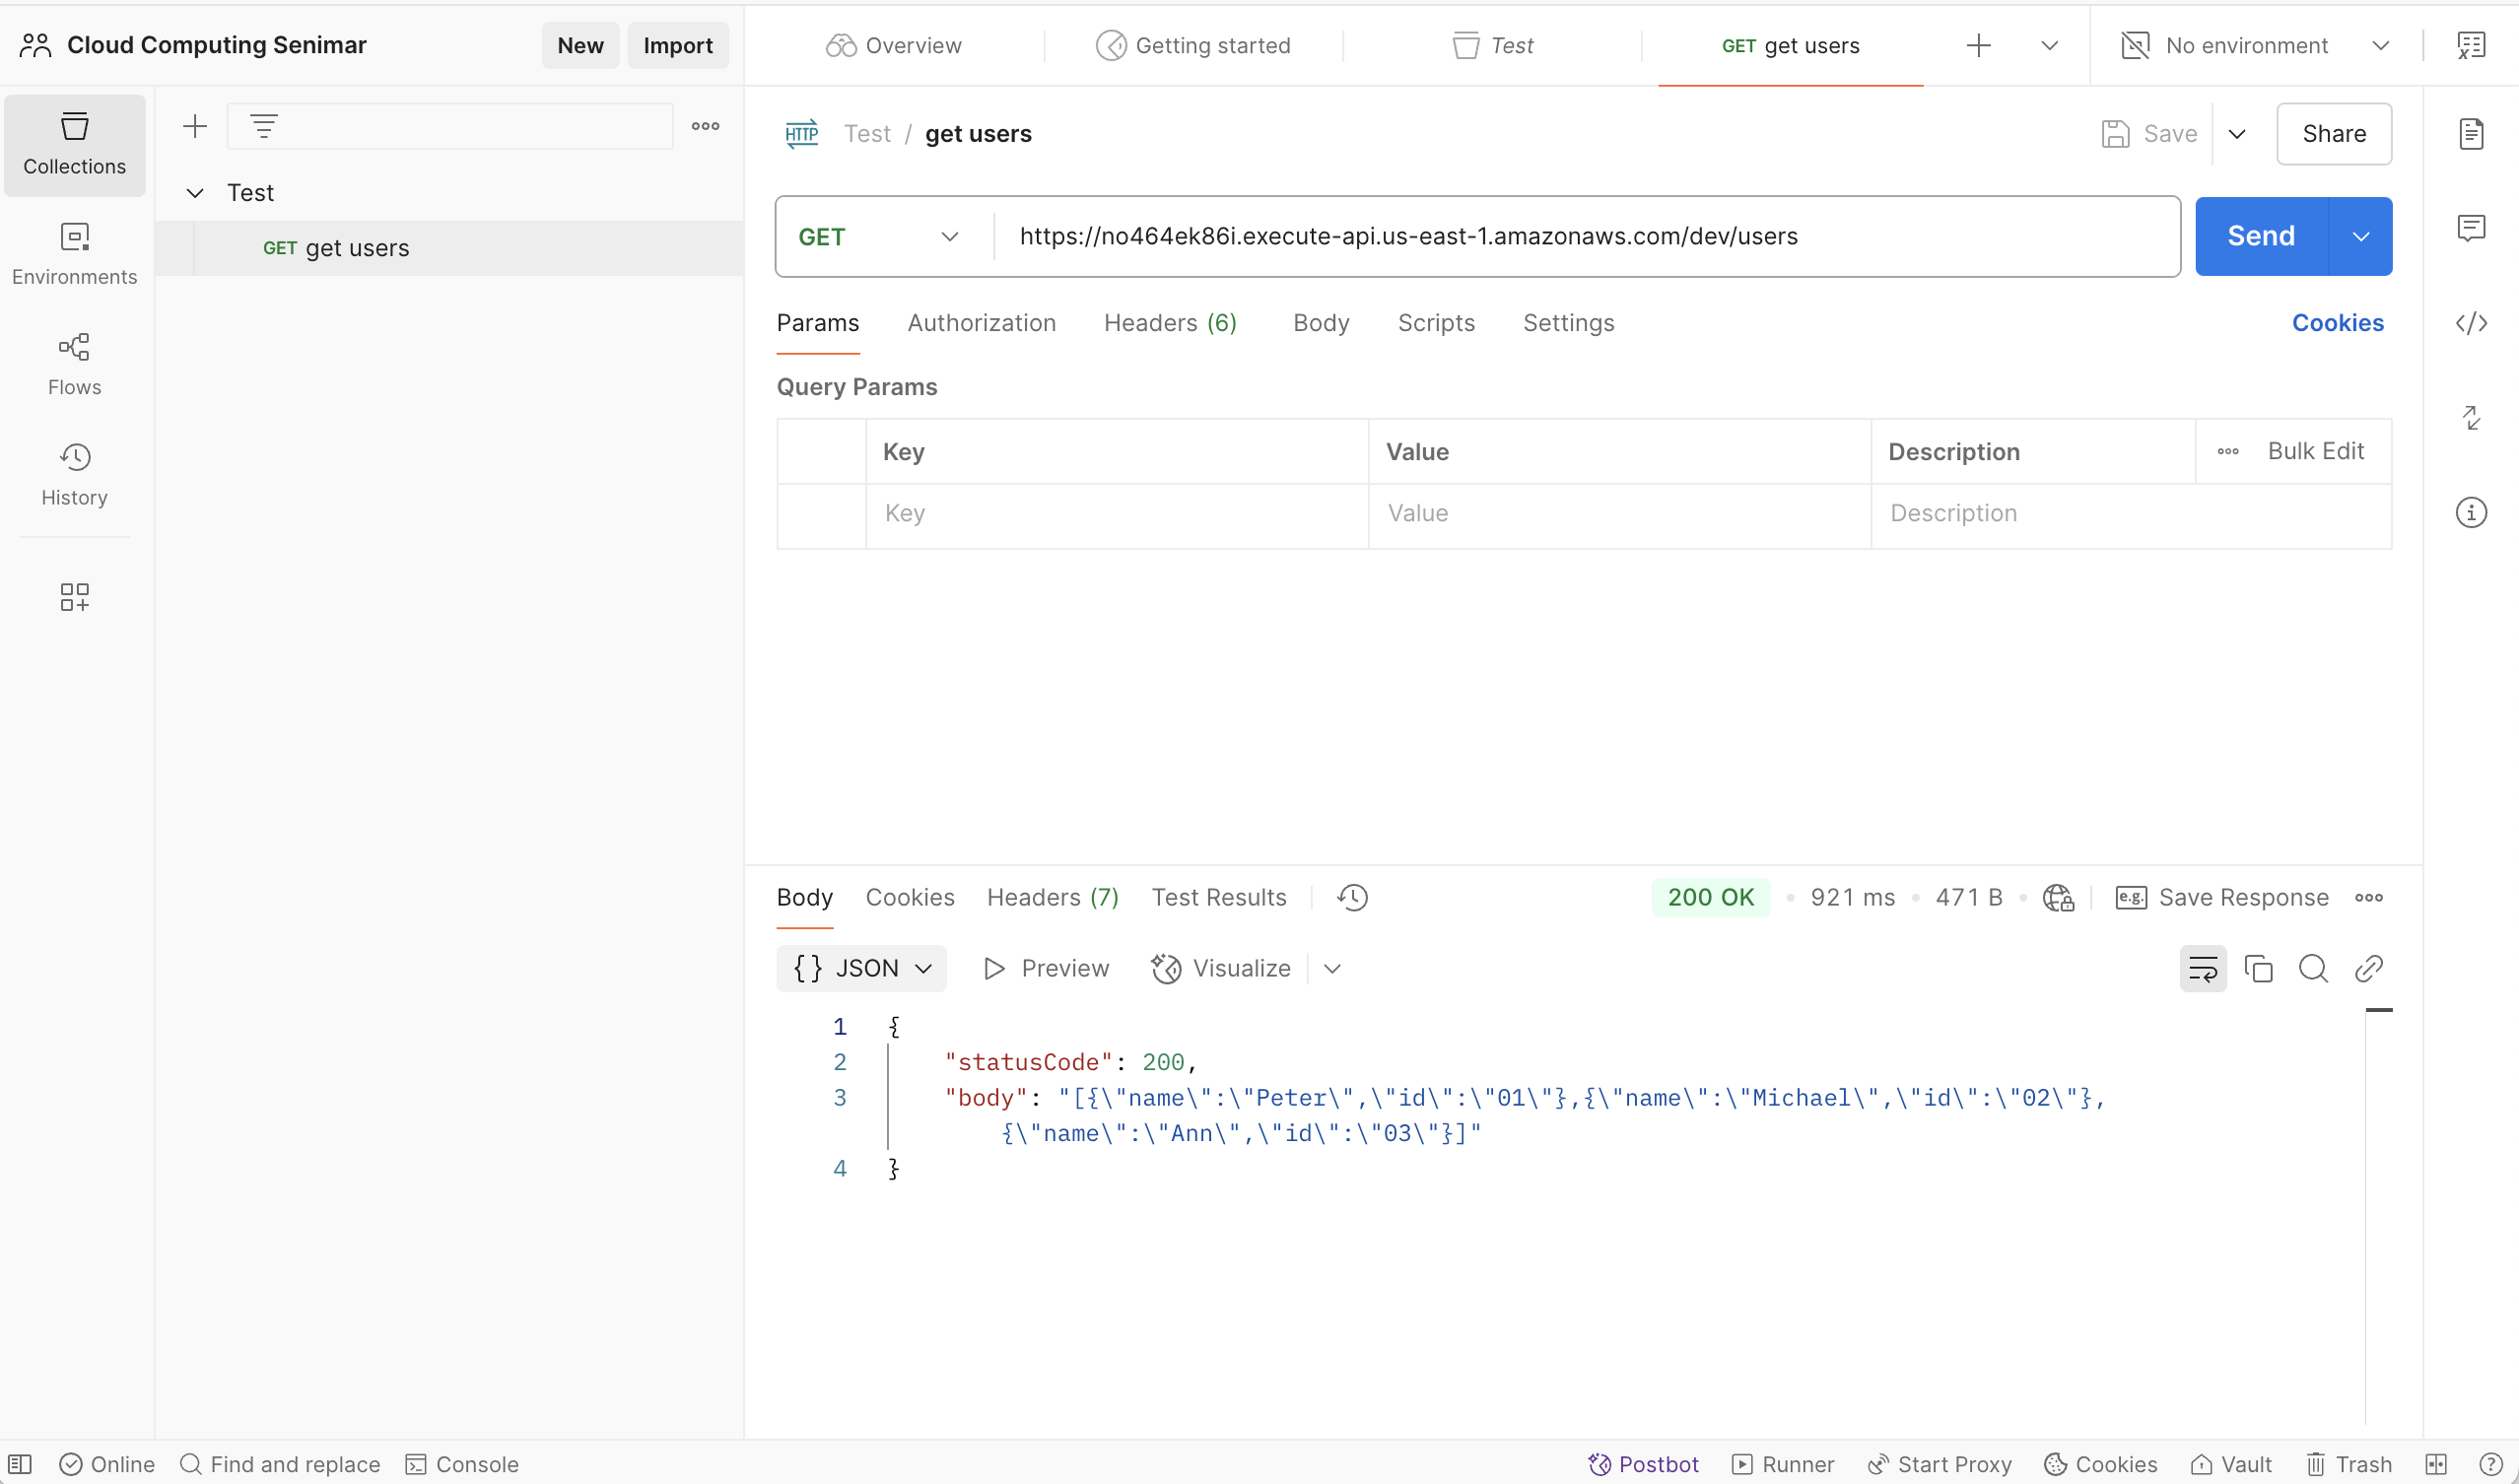 Cloud Computing Senimar
New
Import
Overview
Getting started
Test
GET get users
No environment
Collections
Environments
Flows
History
Test
GET get users
HTTP
Test / get users
Save
Share
GET
https://no464ek86i.execute-api.us-east-1.amazonaws.com/dev/users
Send
Params
Authorization
Headers (6)
Body
Scripts
Settings
Cookies
Query Params
Key
Value
Description
Bulk Edit
Key
Value
Description
Body
Cookies
Headers (7)
Test Results
200 OK
921 ms
471 B
e.g.
Save Response
{} JSON
Preview
Visualize
1 {
2 "statusCode": 200,
3 "body": "[{\"name\":\"Peter\",\"id\":\"01\"},{\"name\":\"Michael\",\"id\":\"02\"},
{\"name\":\"Ann\",\"id\":\"03\"}]"
4 }
Online
Find and replace
Console
Postbot
Runner
Start Proxy
Cookies
Vault
Trash